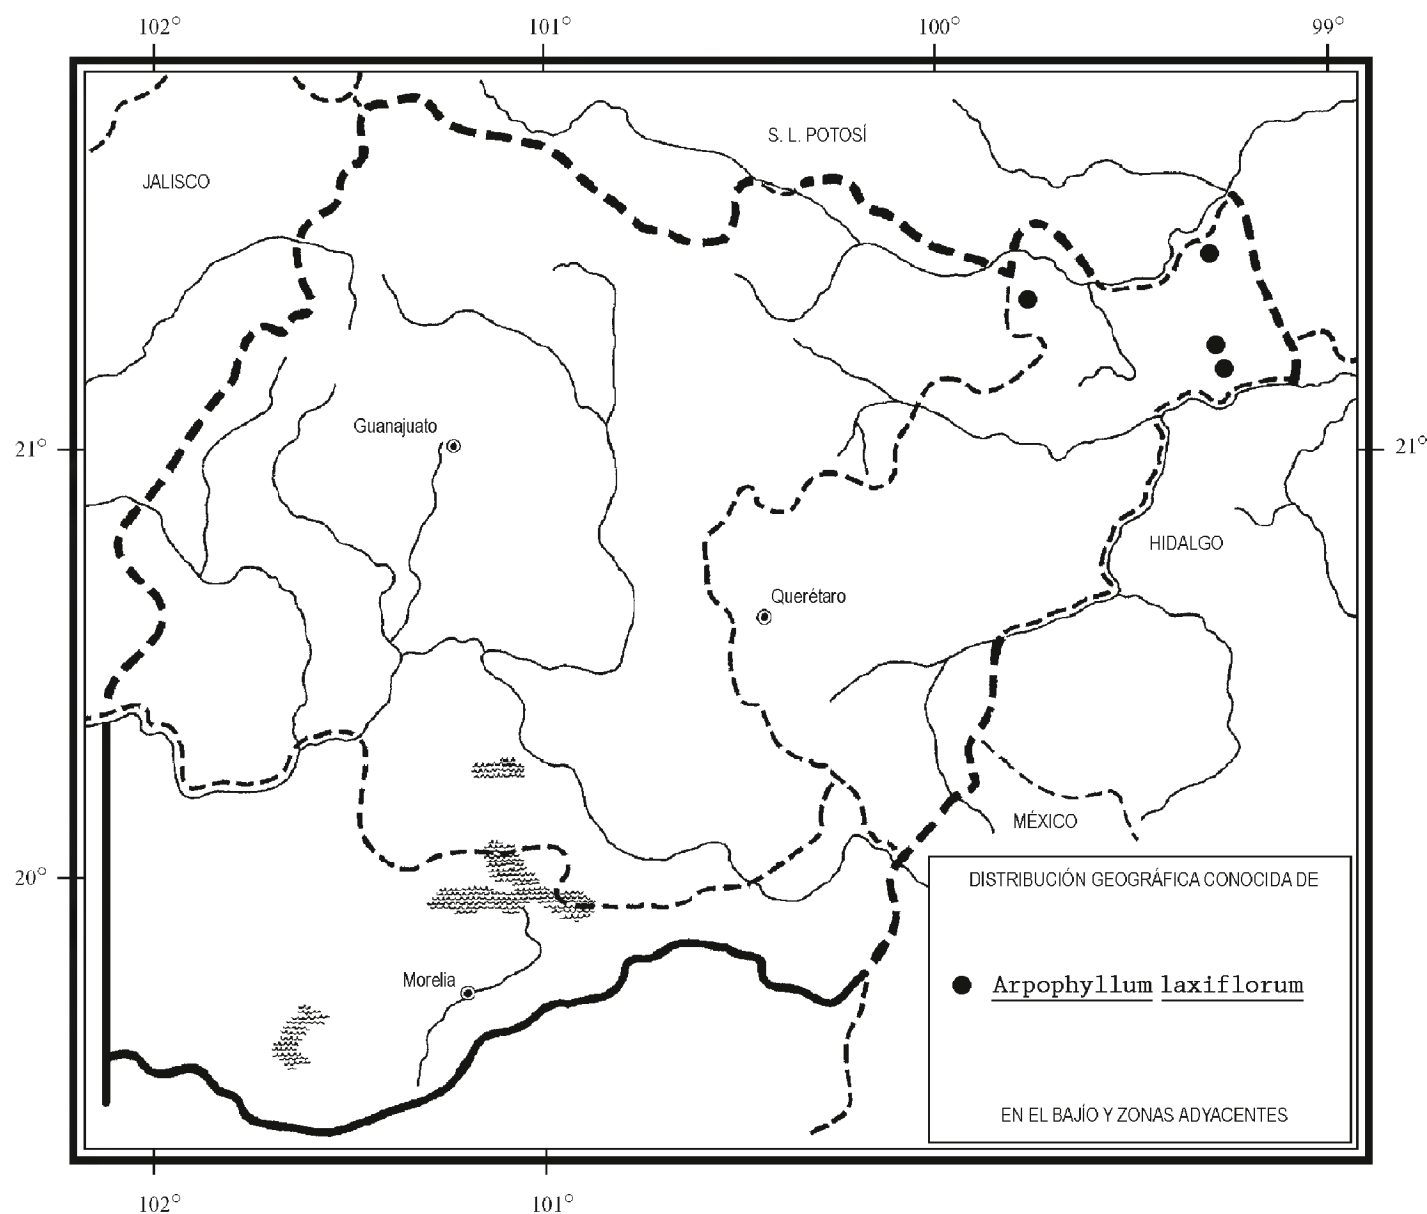 102° 101° 100° 99°
S. L. POTOSÍ
JALISCO
Guanajuato
21° 21°
HIDALGO
Querétaro
MÉXICO
20°
DISTRIBUCIÓN GEOGRÁFICA CONOCIDA DE
Morelia
Arpophyllum laxiflorum
EN EL BAJÍO Y ZONAS ADYACENTES
102° 101°